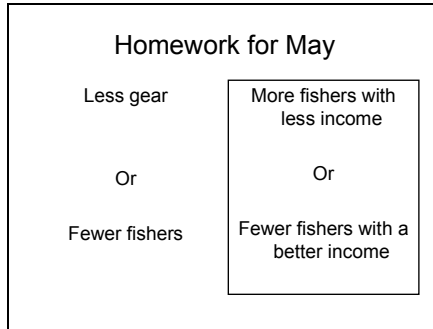 Homework for May
Less gear
Or
Fewer fishers
More fishers with
less income
Or
Fewer fishers with a
better income